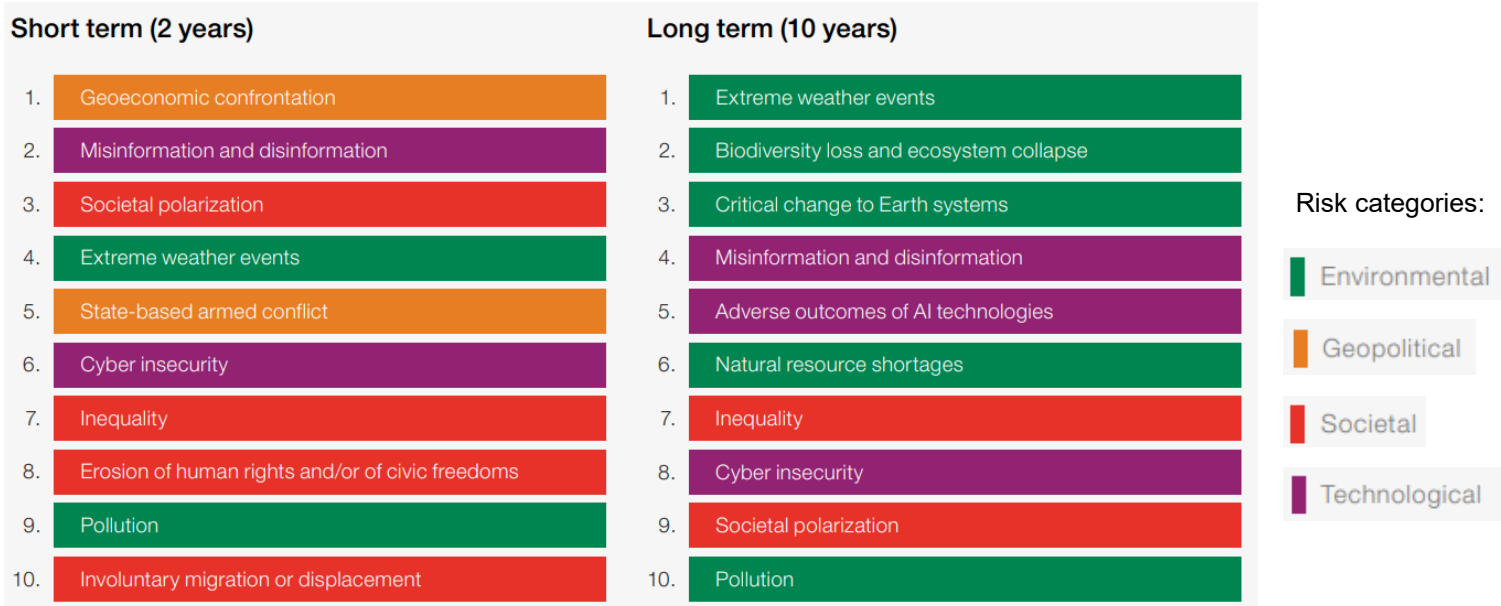 Short term (2 years)
1. Geoeconomic confrontation
2. Misinformation and disinformation
3. Societal polarization
4. Extreme weather events
5. State-based armed conflict
6. Cyber insecurity
7. Inequality
8. Erosion of human rights and/or of civic freedoms
9. Pollution
10. Involuntary migration or displacement
Long term (10 years)
1. Extreme weather events
2. Biodiversity loss and ecosystem collapse
3. Critical change to Earth systems
4. Misinformation and disinformation
5. Adverse outcomes of AI technologies
6. Natural resource shortages
7. Inequality
8. Cyber insecurity
9. Societal polarization
10. Pollution
Risk categories:
Environmental
Geopolitical
Societal
Technological